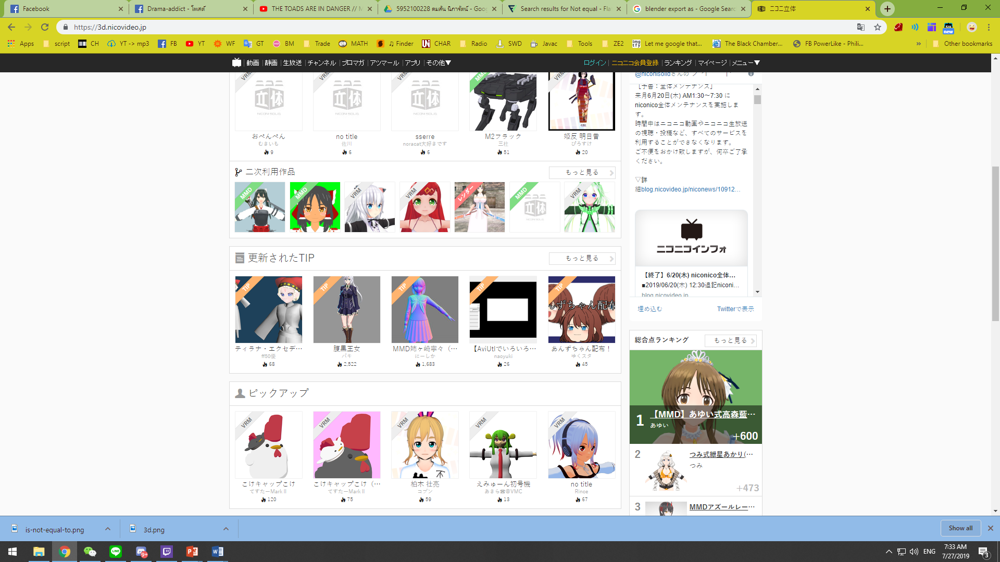 Facebook
Drama-addict - โพสต์
THE TOADS ARE IN DANGER // M
5952100228 คมสัน นิภารัตน์ - Goog
Search results for Not equal - Fla
blender export as - Google Searc
ニコニコ立体
https://3d.nicovideo.jp
Apps
script
CH
YT -> mp3
FB
YT
WF
GT
BM
Trade
MATH
♫ Finder
CHAR
Radio
SWD
Javac
Tools
ZE2
Let me google that...
The Black Chamber...
FB PowerLike - Phili...
»
Other bookmarks
動画 静画 生放送 チャンネル ブロマガ アツマール アプリ その他▼
ログイン ニコニコ会員登録 ランキング マイページ メニュー▼
VRM
VRM
VRM
MMD
VRM
立体
NICONI SOLID
立体
NICONI SOLID
立体
NICONI SOLID
おぺんぺん
むきいも
9
no title
佐川
6
sserre
noracat大好きです
6
M2フラック
三柱
51
姫反 明日香
ぴろすけ
20
二次利用作品
もっと見る
MMD
MMD
VRM
VRM
レンダー
MMD
立体
VRM
更新されたTIP
もっと見る
TIP
TIP
TIP
TIP
TIP
んずちゃん配布
ティラナ・エクセデ…
ff50優
68
腹黒王女
バキ
2,522
MMD姉ヶ崎寧々（…
にーしか
1,683
【AviUtlでいろいろ…
naoyuki
26
あんずちゃん配布！
ゆくスタ
45
ピックアップ
VRM
VRM
VRM
VRM
VRM
こけキャップこけ
てすたーMarkⅡ
120
こけキャップこけ（…
てすたーMarkⅡ
75
柏木 壮亮
コブン
59
えみゅーん初号機
あきら☎@VMC
13
no title
Rince
67
@niconisolidさんの
［予告：全体メンテナンス］
来月6月20日(木) AM1:30〜7:30 に
niconico全体メンテナンスを実施しま
す。
時間中はニコニコ動画やニコニコ生放送
の視聴・投稿など、すべてのサービスを
利用することができなくなります。
ご不便をおかけ致しますが、何卒ご了承
ください。
▽詳
細blog.nicovideo.jp/niconews/10912…
ニコニコインフォ
【終了】6/20(木) niconico全体…
■2019/06/20(木) 12:30追記niconi…
blog.nicovideo.jp
埋め込む
Twitterで表示
総合点ランキング
もっと見る
1
【MMD】あゆい式高森藍…
あゆい
+600
2
つみ式紲星あかり(…
つみ
+473
3
MMDアズールレー…
is-not-equal-to.png
3d.png
Show all
9+
ENG
7:33 AM
7/27/2019
3